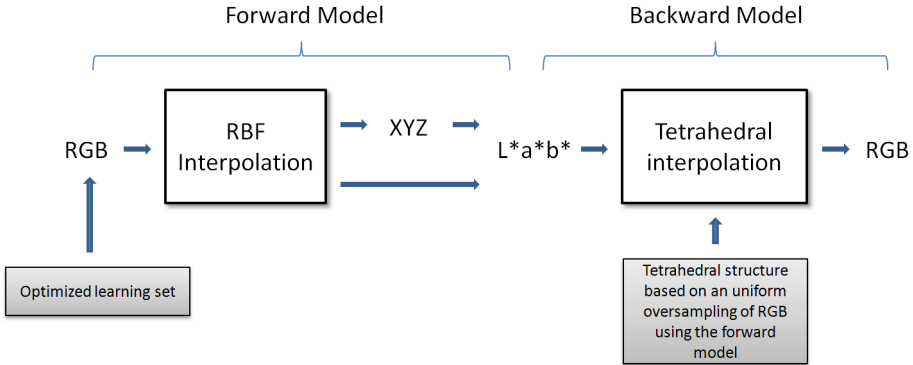 Forward Model
Backward Model
RGB
RBF
Interpolation
XYZ
L*a*b*
Tetrahedral
interpolation
RGB
Optimized learning set
Tetrahedral structure
based on an uniform
oversampling of RGB
using the forward
model